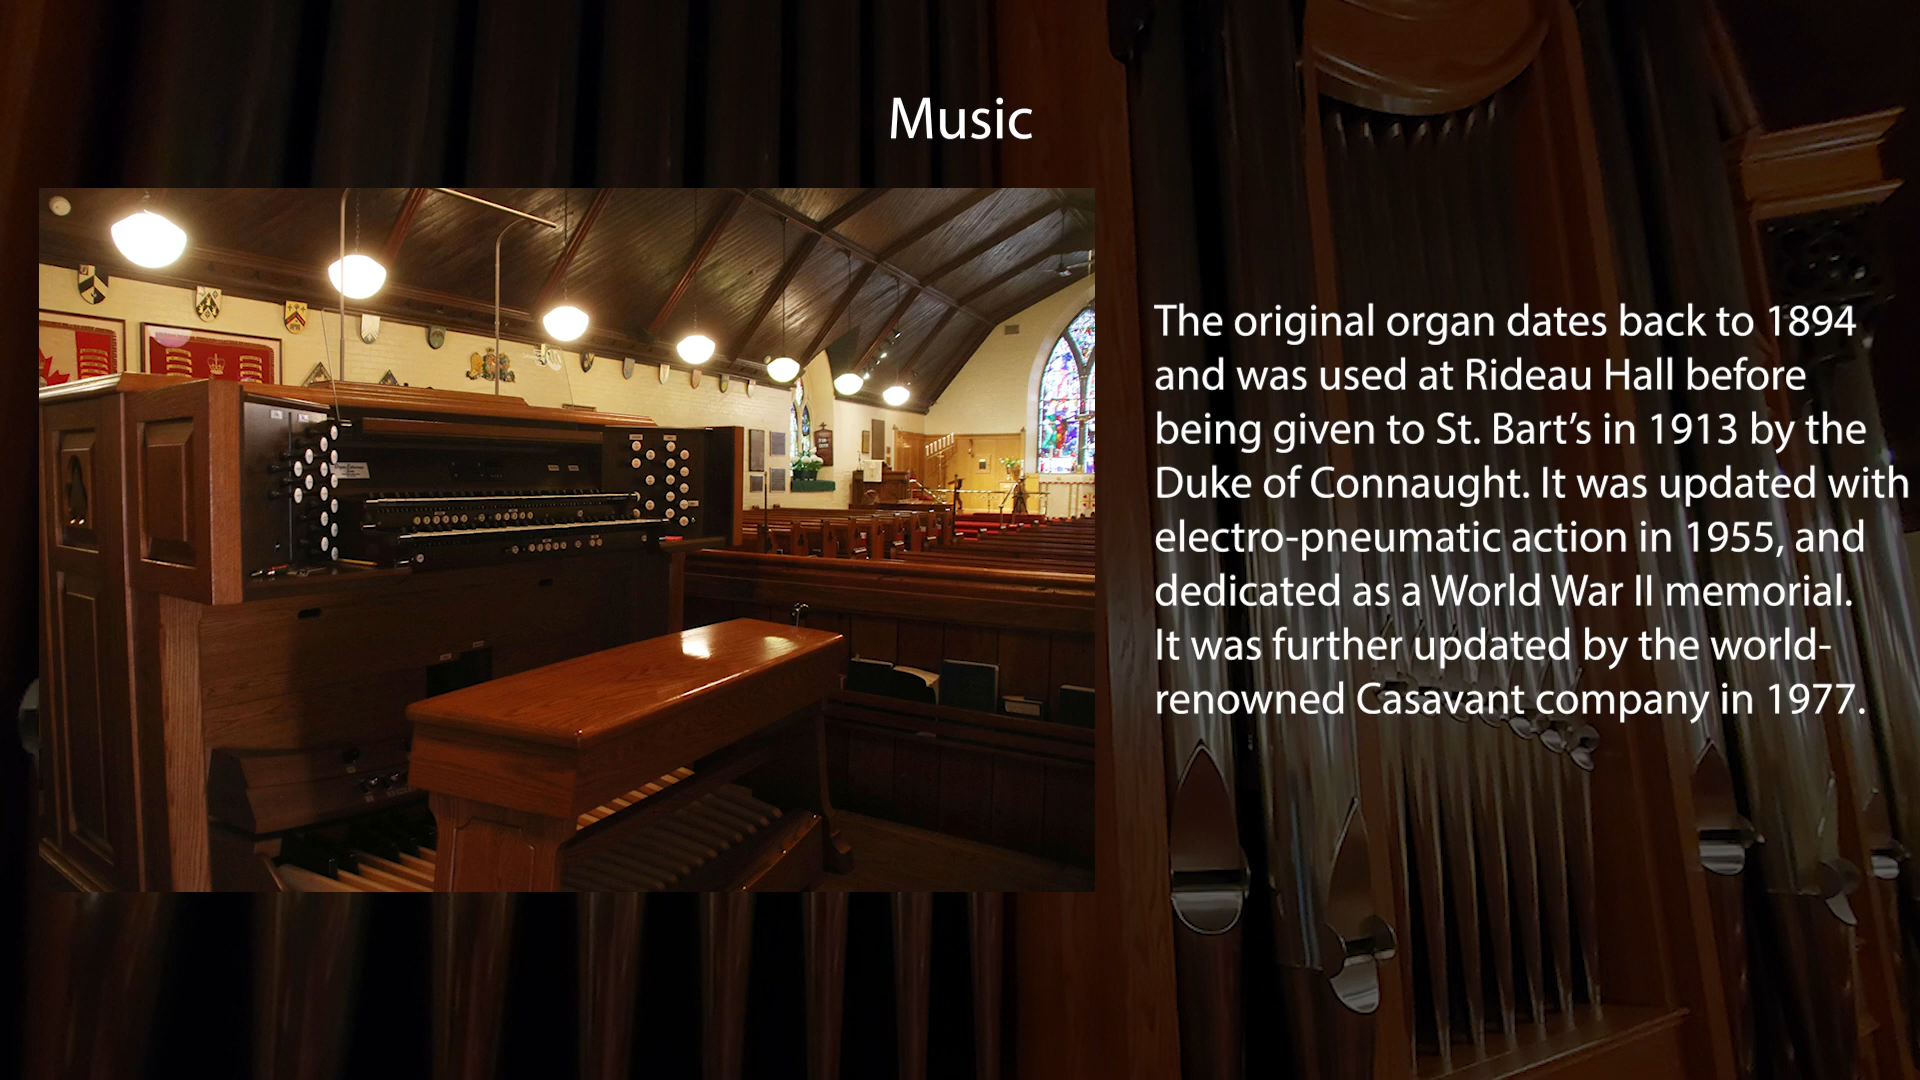 Music
The original organ dates back to 1894
and was used at Rideau Hall before
being given to St. Bart’s in 1913 by the
Duke of Connaught. It was updated with
electro-pneumatic action in 1955, and
dedicated as a World War II memorial.
It was further updated by the world-
renowned Casavant company in 1977.